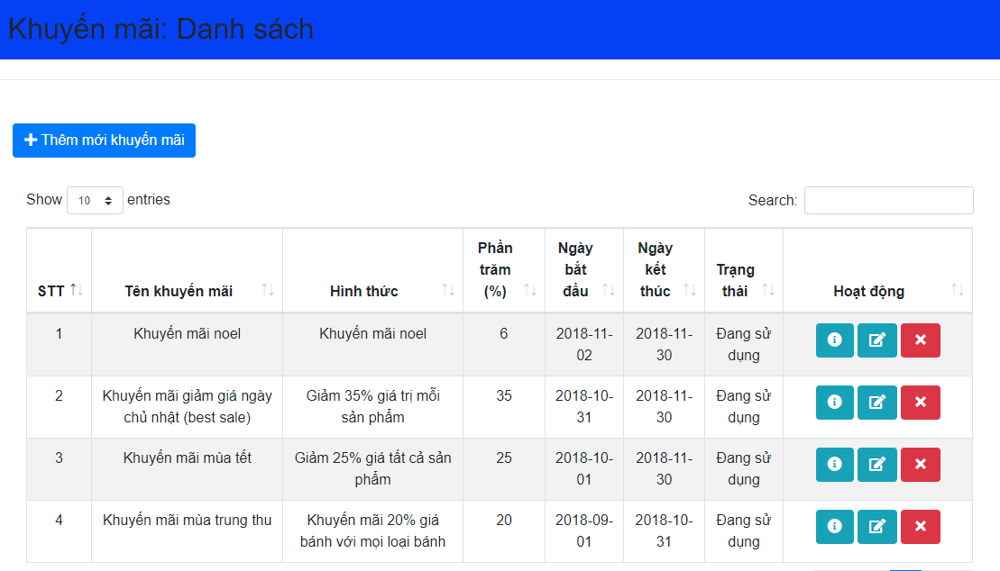 Khuyến mãi: Danh sách
Thêm mới khuyến mãi
Show 10 entries
Search:
STT
Tên khuyến mãi
Hình thức
Phần
trăm
(%)
Ngày
bắt
đầu
Ngày
kết
thúc
Trạng
thái
Hoạt động
1
Khuyến mãi noel
Khuyến mãi noel
6
2018-11-
02
2018-11-
30
Đang sử
dụng
2
Khuyến mãi giảm giá ngày
chủ nhật (best sale)
Giảm 35% giá trị mỗi
sản phẩm
35
2018-10-
31
2018-11-
30
Đang sử
dụng
3
Khuyến mãi mùa tết
Giảm 25% giá tất cả sản
phẩm
25
2018-10-
01
2018-11-
30
Đang sử
dụng
4
Khuyến mãi mùa trung thu
Khuyến mãi 20% giá
bánh với mọi loại bánh
20
2018-09-
01
2018-10-
31
Đang sử
dụng